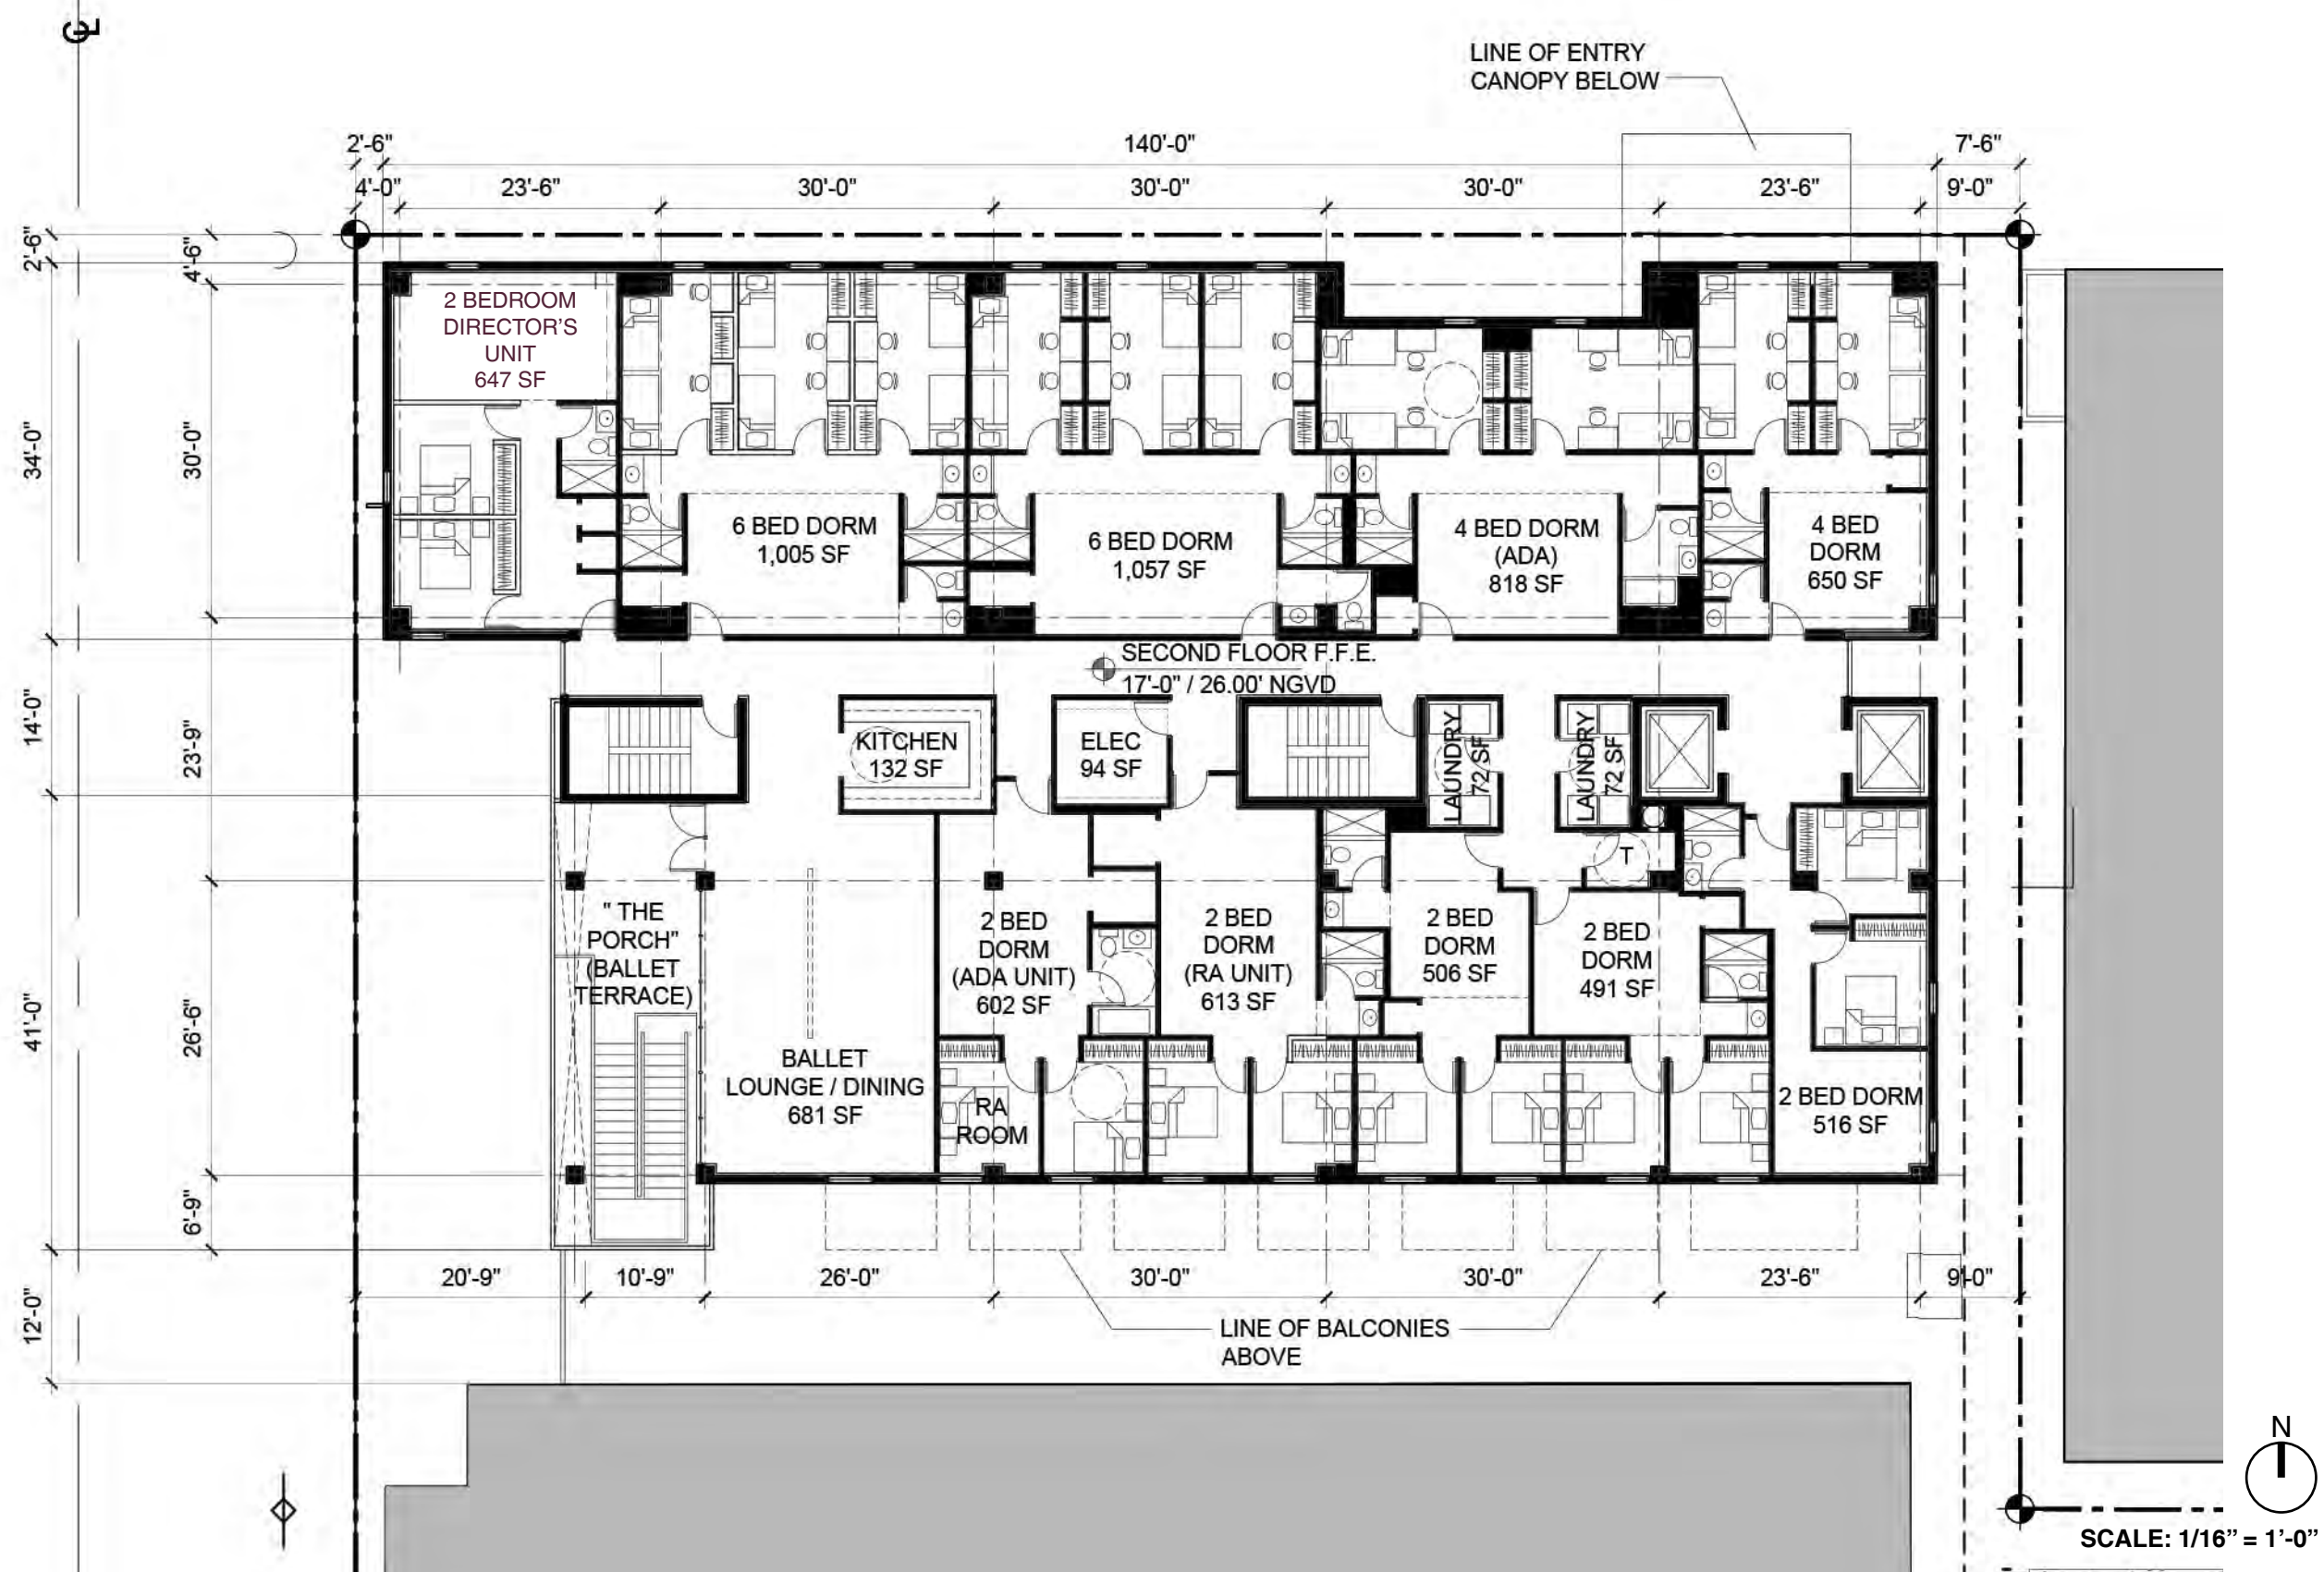 LINE OF ENTRY
CANOPY BELOW
2'-6"
140'-0"
7'-6"
4'-0"
23'-6"
30'-0"
30'-0"
30'-0"
23'-6"
9'-0"
2'-6"
4'-6"
34'-0"
30'-0"
14'-0"
23'-9"
41'-0"
26'-6"
6'-9"
12'-0"
2 BEDROOM
DIRECTOR'S
UNIT
647 SF
6 BED DORM
1,005 SF
6 BED DORM
1,057 SF
4 BED DORM
(ADA)
818 SF
4 BED
DORM
650 SF
SECOND FLOOR F.F.E.
17'-0" / 26.00' NGVD
KITCHEN
132 SF
ELEC
94 SF
LAUNDRY
72 SF
LAUNDRY
72 SF
T
" THE
PORCH"
(BALLET
TERRACE)
BALLET
LOUNGE / DINING
681 SF
2 BED
DORM
(ADA UNIT)
602 SF
RA
ROOM
2 BED
DORM
(RA UNIT)
613 SF
2 BED
DORM
506 SF
2 BED
DORM
491 SF
2 BED DORM
516 SF
20'-9"
10'-9"
26'-0"
30'-0"
30'-0"
23'-6"
9'-0"
LINE OF BALCONIES
ABOVE
N
SCALE: 1/16" = 1'-0"